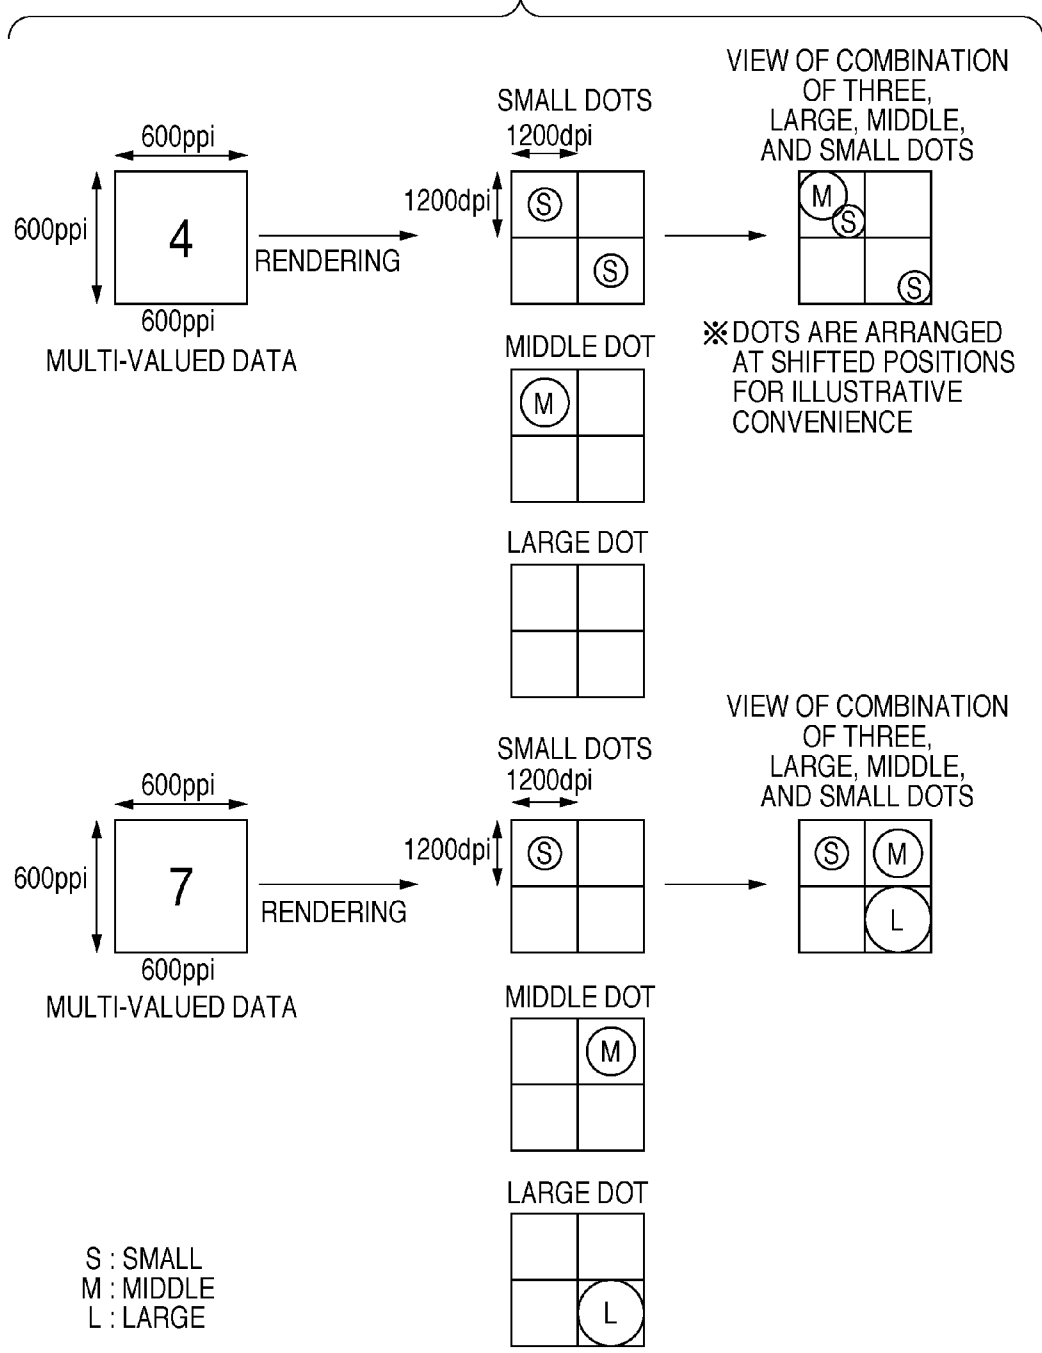 VIEW OF COMBINATION
OF THREE,
LARGE, MIDDLE,
AND SMALL DOTS
SMALL DOTS
1200dpi
600ppi
1200dpi
600ppi
4
RENDERING
S
S
M
S
S
600ppi
MULTI-VALUED DATA
※DOTS ARE ARRANGED
AT SHIFTED POSITIONS
FOR ILLUSTRATIVE
CONVENIENCE
MIDDLE DOT
M
LARGE DOT
VIEW OF COMBINATION
OF THREE,
LARGE, MIDDLE,
AND SMALL DOTS
SMALL DOTS
1200dpi
600ppi
1200dpi
600ppi
7
RENDERING
S
S
M
L
600ppi
MULTI-VALUED DATA
MIDDLE DOT
M
LARGE DOT
L
S : SMALL
M : MIDDLE
L : LARGE